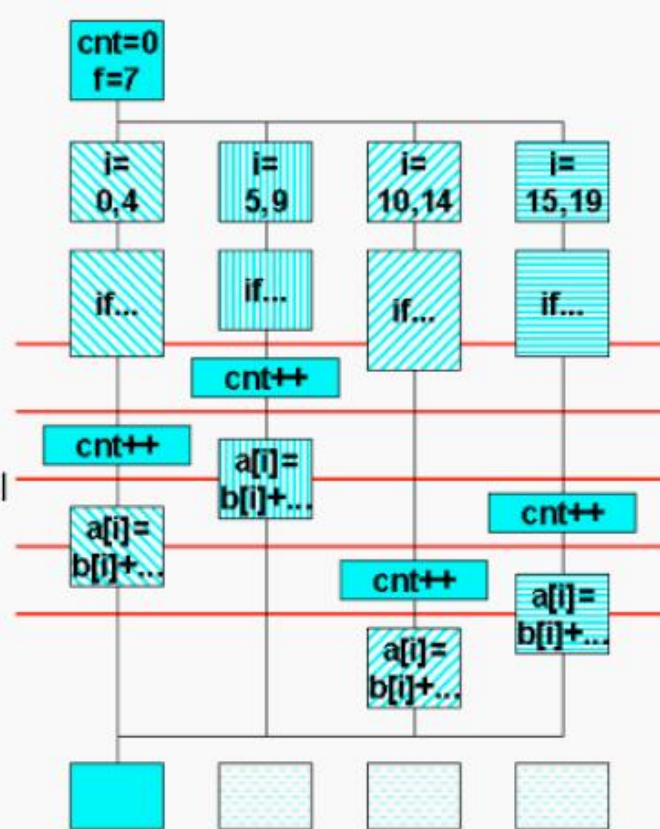 cnt=0
f=7
i=
0,4
i=
5,9
i=
10,14
i=
15,19
if...
if...
if...
if...
cnt++
cnt++
a[i]=
b[i]+...
cnt++
a[i]=
b[i]+...
cnt++
a[i]=
b[i]+...
a[i]=
b[i]+...